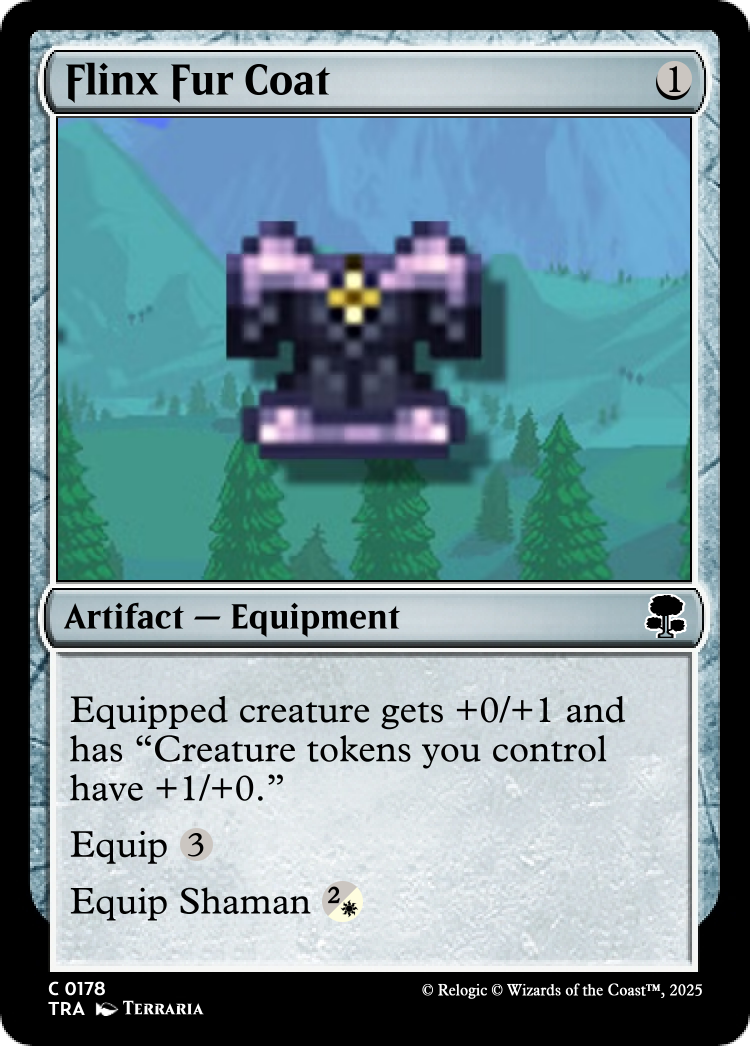 Flinx Fur Coat 1
Artifact — Equipment
Equipped creature gets +0/+1 and
has “Creature tokens you control
have +1/+0.”
Equip 3
Equip Shaman 2
C 0178
© Relogic © Wizards of the Coast™, 2025
TRA TERRARIA